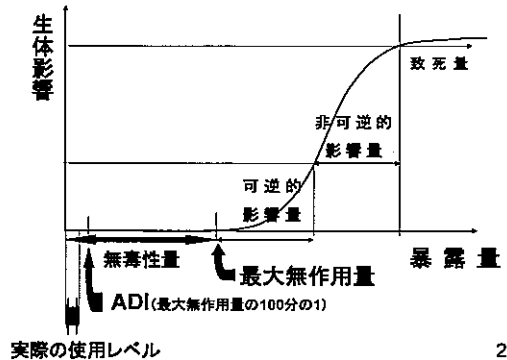 生体影響
致死量
非可逆的
影響量
可逆的
影響量
無毒性量
最大無作用量
暴露量
ADI(最大無作用量の100分の1)
実際の使用レベル
2